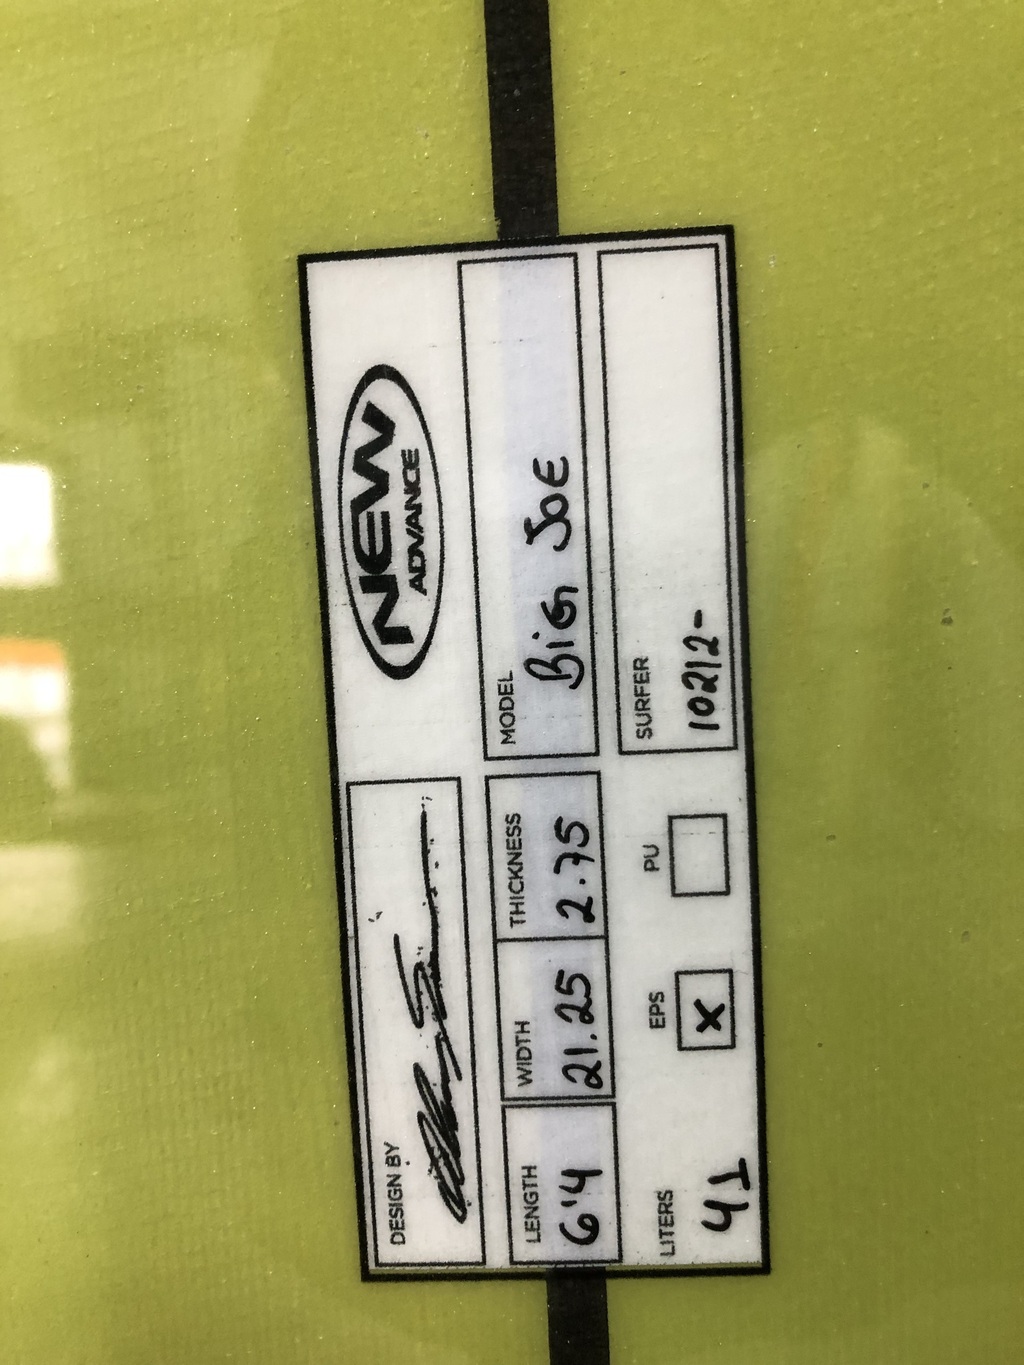 DESIGN BY
NEW
ADVANCE
LENGTH WIDTH THICKNESS MODEL
6'4 21.25 2.75 BiG JOE
LITERS EPS PU SURFER
41 X 10212-